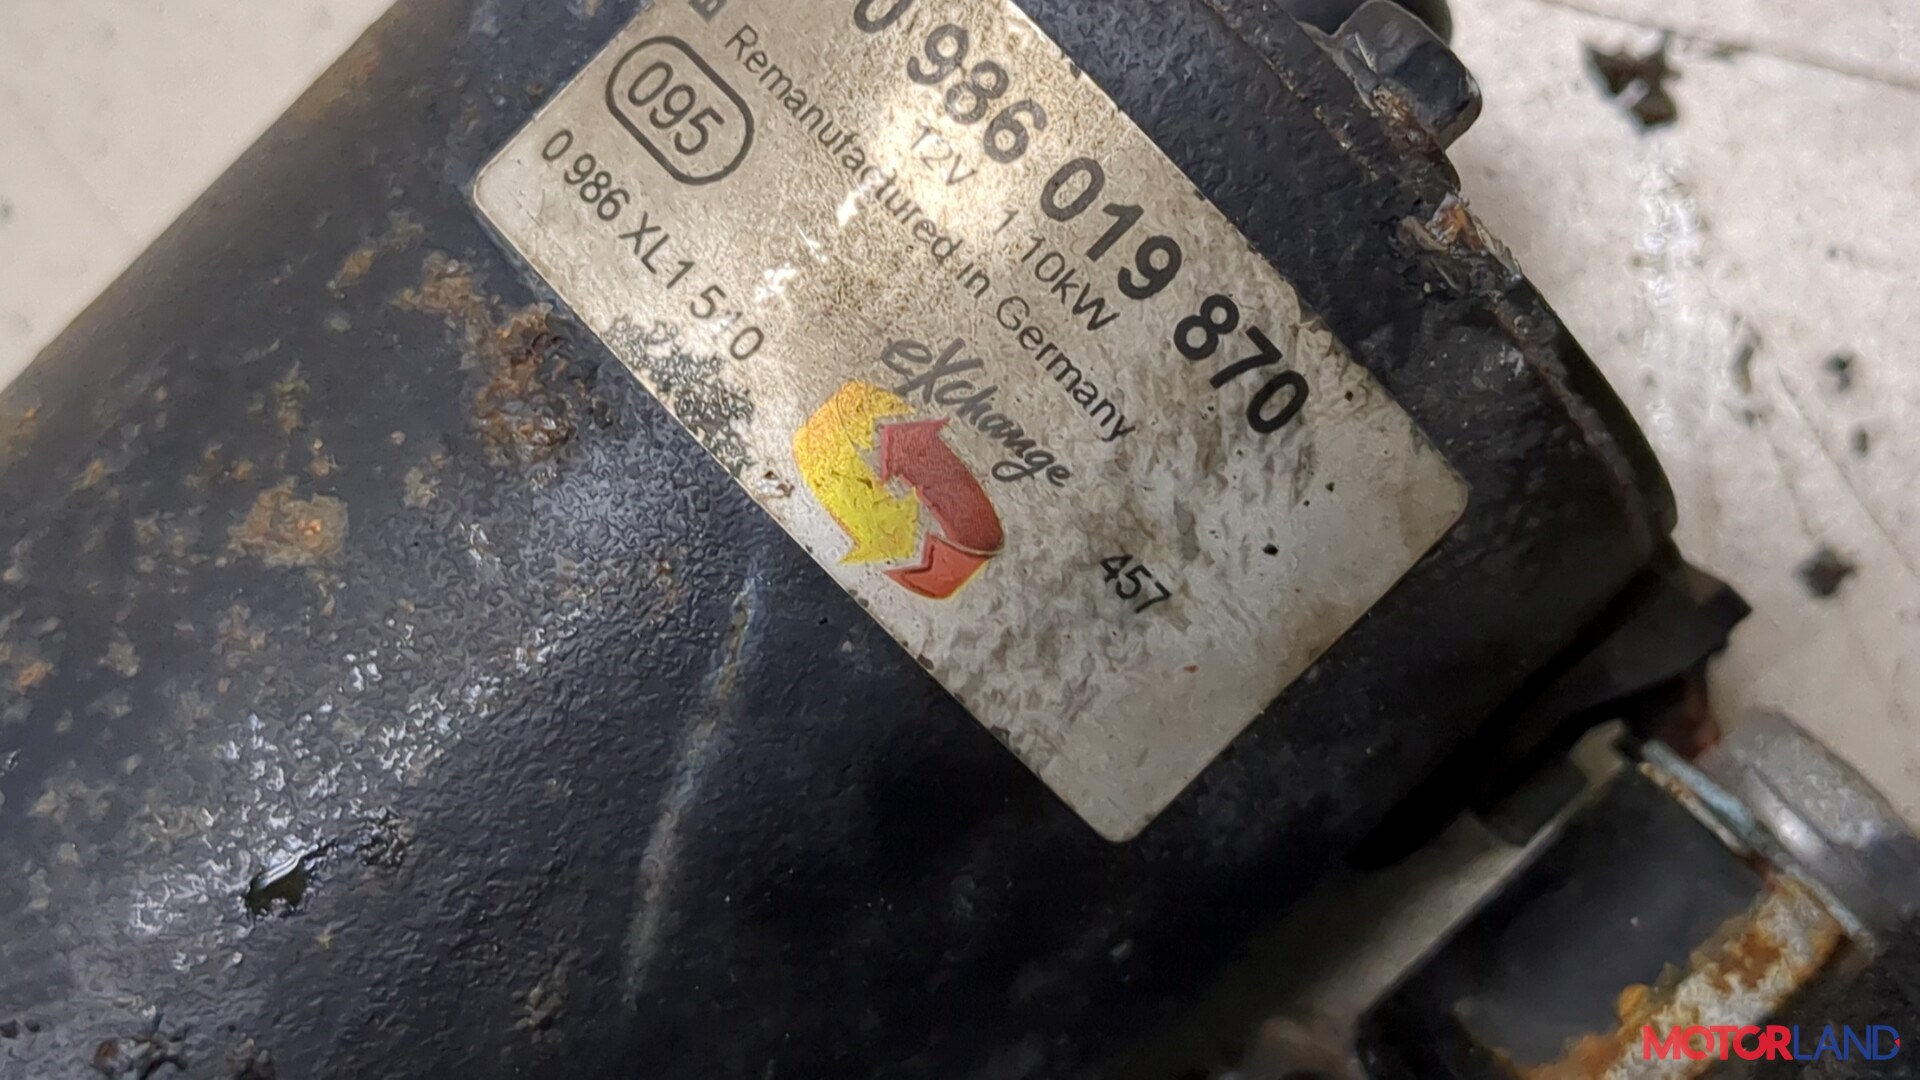 0 986 019 870
12V 1 10kW
Remanufactured in Germany
095
0 986 XL1 510
eXchange
457
MOTORLAND